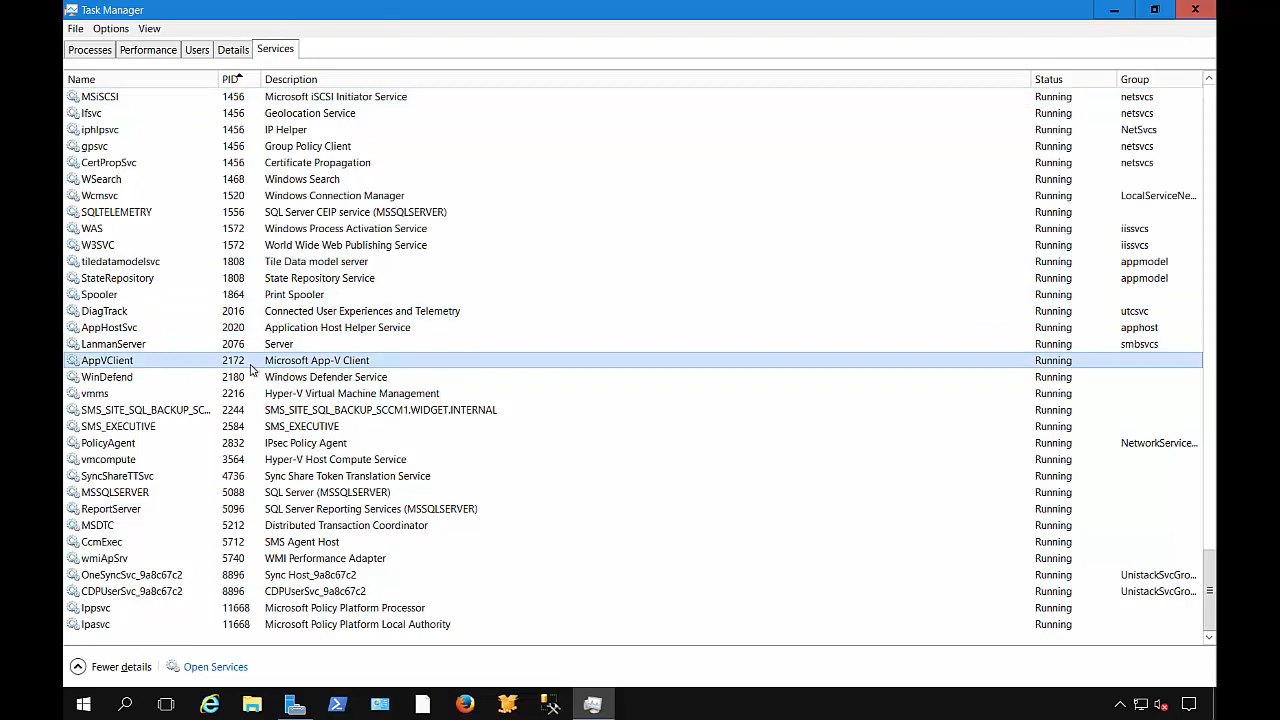 Task Manager
File Options View
Processes Performance Users Details Services
Name PID Description Status Group
MSiSCSI 1456 Microsoft iSCSI Initiator Service Running netsvcs
lfsvc 1456 Geolocation Service Running netsvcs
iphlpsvc 1456 IP Helper Running NetSvcs
gpsvc 1456 Group Policy Client Running netsvcs
CertPropSvc 1456 Certificate Propagation Running netsvcs
WSearch 1468 Windows Search Running
Wcmsvc 1520 Windows Connection Manager Running LocalServiceNe...
SQLTELEMETRY 1556 SQL Server CEIP service (MSSQLSERVER) Running
WAS 1572 Windows Process Activation Service Running iissvcs
W3SVC 1572 World Wide Web Publishing Service Running iissvcs
tiledatamodelsvc 1808 Tile Data model server Running appmodel
StateRepository 1808 State Repository Service Running appmodel
Spooler 1864 Print Spooler Running
DiagTrack 2016 Connected User Experiences and Telemetry Running utcsvc
AppHostSvc 2020 Application Host Helper Service Running apphost
LanmanServer 2076 Server Running smbsvcs
AppVClient 2172 Microsoft App-V Client Running
WinDefend 2180 Windows Defender Service Running
vmms 2216 Hyper-V Virtual Machine Management Running
SMS_SITE_SQL_BACKUP_SC... 2244 SMS_SITE_SQL_BACKUP_SCCM1.WIDGET.INTERNAL Running
SMS_EXECUTIVE 2584 SMS_EXECUTIVE Running
PolicyAgent 2832 IPsec Policy Agent Running NetworkService...
vmcompute 3564 Hyper-V Host Compute Service Running
SyncShareTTSvc 4736 Sync Share Token Translation Service Running
MSSQLSERVER 5088 SQL Server (MSSQLSERVER) Running
ReportServer 5096 SQL Server Reporting Services (MSSQLSERVER) Running
MSDTC 5212 Distributed Transaction Coordinator Running
CcmExec 5712 SMS Agent Host Running
wmiApSrv 5740 WMI Performance Adapter Running
OneSyncSvc_9a8c67c2 8896 Sync Host_9a8c67c2 Running UnistackSvcGro...
CDPUserSvc_9a8c67c2 8896 CDPUserSvc_9a8c67c2 Running UnistackSvcGro...
lppsvc 11668 Microsoft Policy Platform Processor Running
lpasvc 11668 Microsoft Policy Platform Local Authority Running
Fewer details Open Services